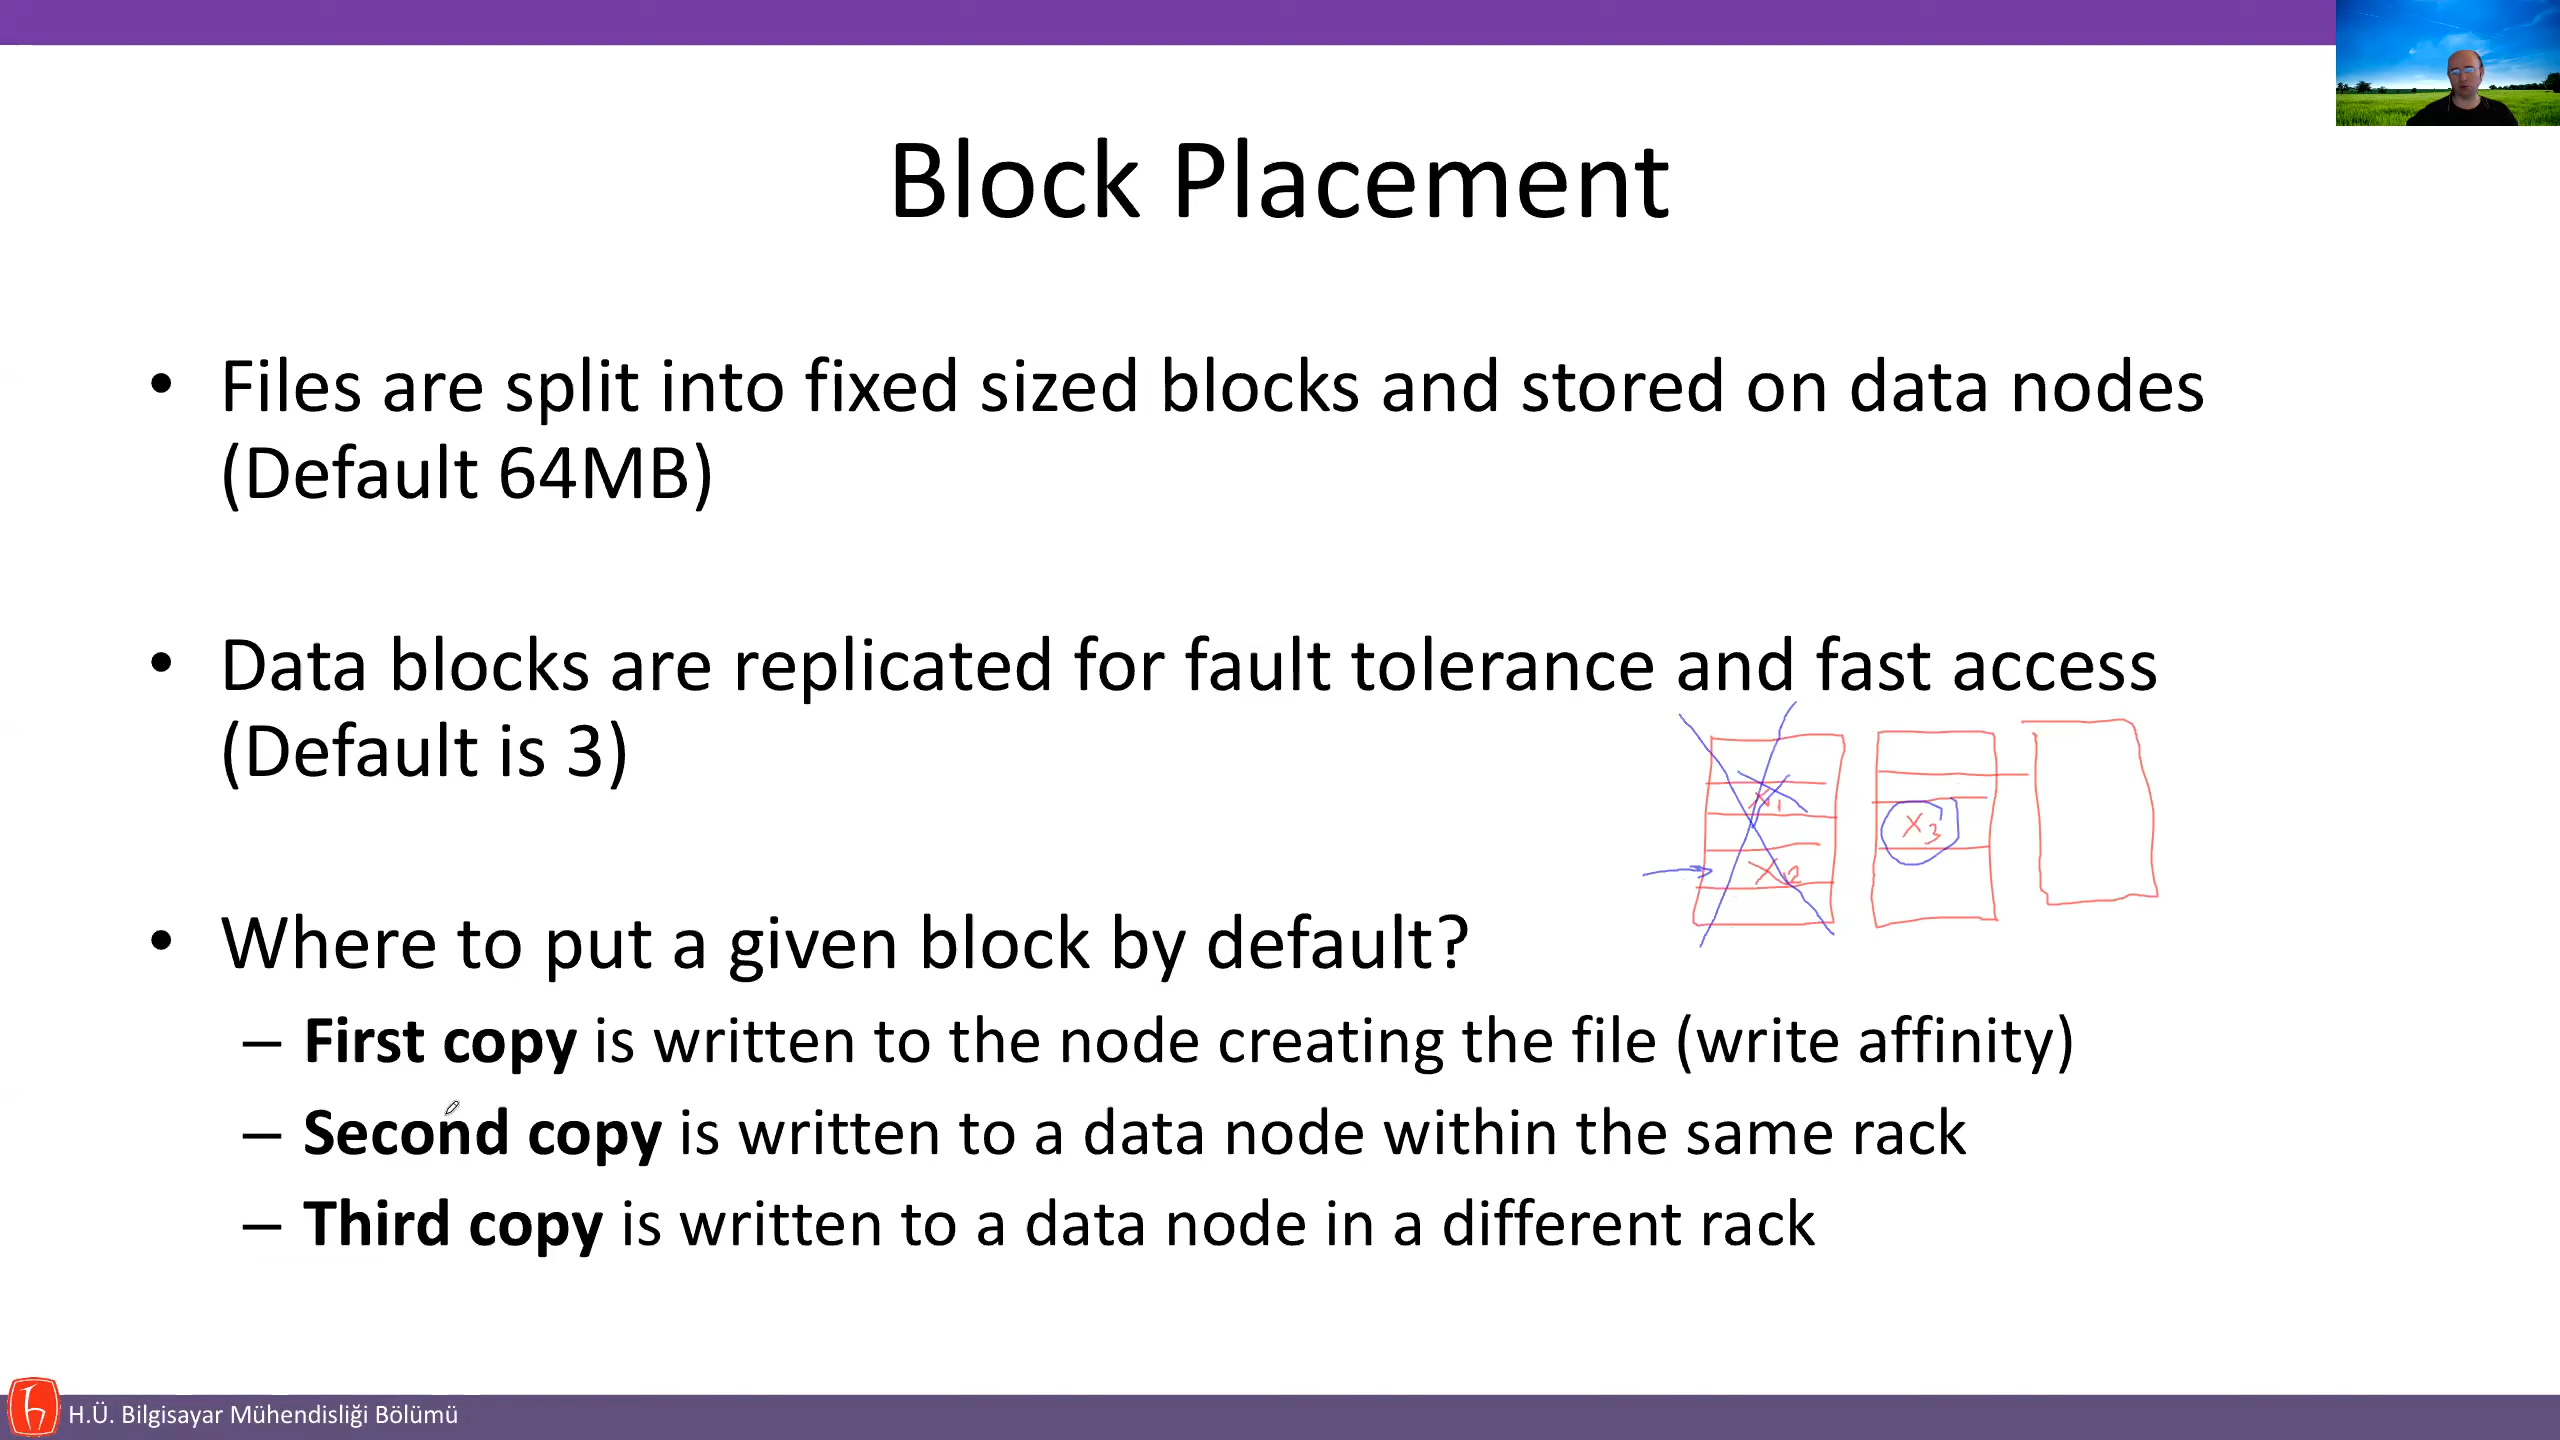 Block Placement
• Files are split into fixed sized blocks and stored on data nodes
(Default 64MB)
• Data blocks are replicated for fault tolerance and fast access
(Default is 3)
X1
X3
X2
• Where to put a given block by default?
– First copy is written to the node creating the file (write affinity)
– Second copy is written to a data node within the same rack
– Third copy is written to a data node in a different rack
H.Ü. Bilgisayar Mühendisliği Bölümü